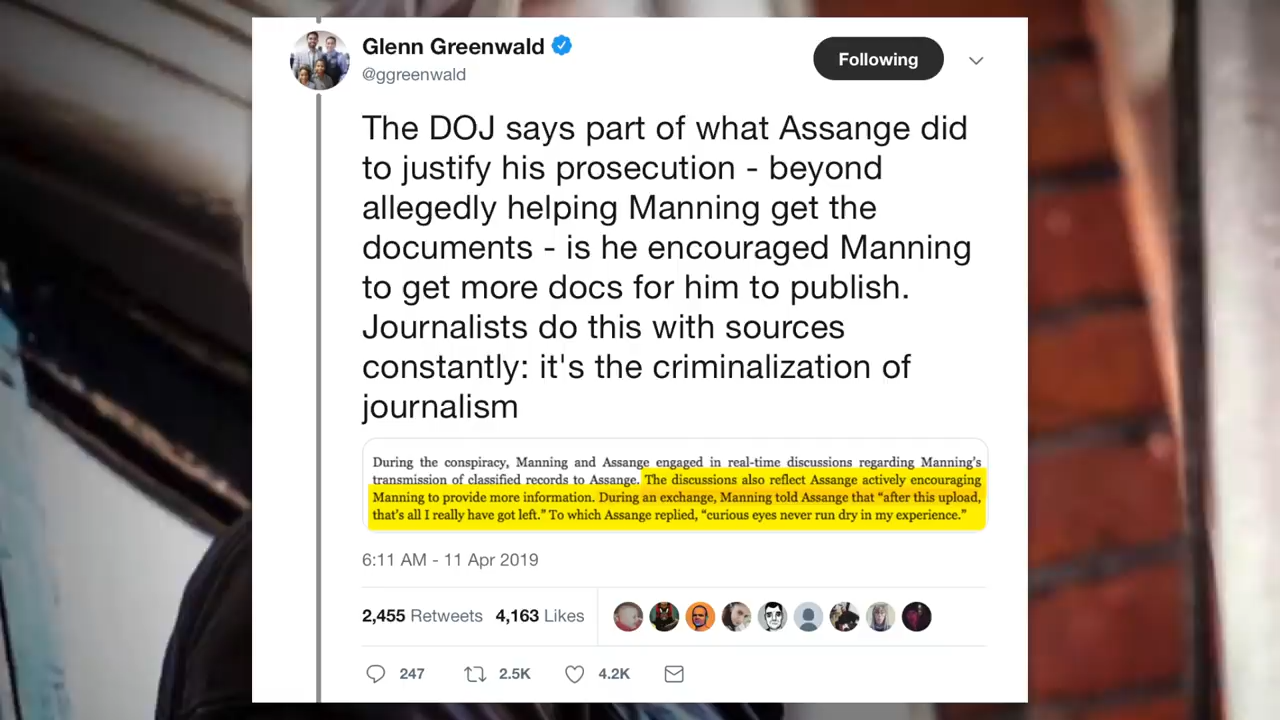 Glenn Greenwald
@ggreenwald
Following
The DOJ says part of what Assange did
to justify his prosecution - beyond
allegedly helping Manning get the
documents - is he encouraged Manning
to get more docs for him to publish.
Journalists do this with sources
constantly: it's the criminalization of
journalism
During the conspiracy, Manning and Assange engaged in real-time discussions regarding Manning's
transmission of classified records to Assange. The discussions also reflect Assange actively encouraging
Manning to provide more information. During an exchange, Manning told Assange that “after this upload,
that’s all I really have got left.” To which Assange replied, “curious eyes never run dry in my experience.”
6:11 AM - 11 Apr 2019
2,455 Retweets 4,163 Likes
247 2.5K 4.2K